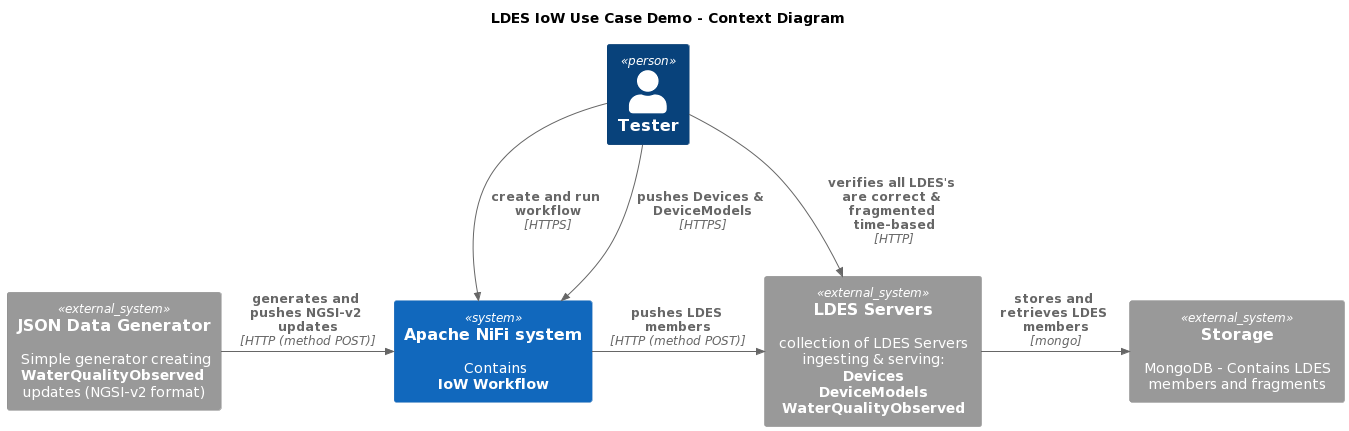 LDES IoW Use Case Demo - Context Diagram
«person»
Tester
create and run
workflow
[HTTPS]
pushes Devices &
DeviceModels
[HTTPS]
verifies all LDES's
are correct &
fragmented
time-based
[HTTP]
«external_system»
JSON Data Generator
Simple generator creating
WaterQualityObserved
updates (NGSI-v2 format)
generates and
pushes NGSI-v2
updates
[HTTP (method POST)]
«system»
Apache NiFi system
Contains
IoW Workflow
pushes LDES
members
[HTTP (method POST)]
«external_system»
LDES Servers
collection of LDES Servers
ingesting & serving:
Devices
DeviceModels
WaterQualityObserved
stores and
retrieves LDES
members
[mongo]
«external_system»
Storage
MongoDB - Contains LDES
members and fragments